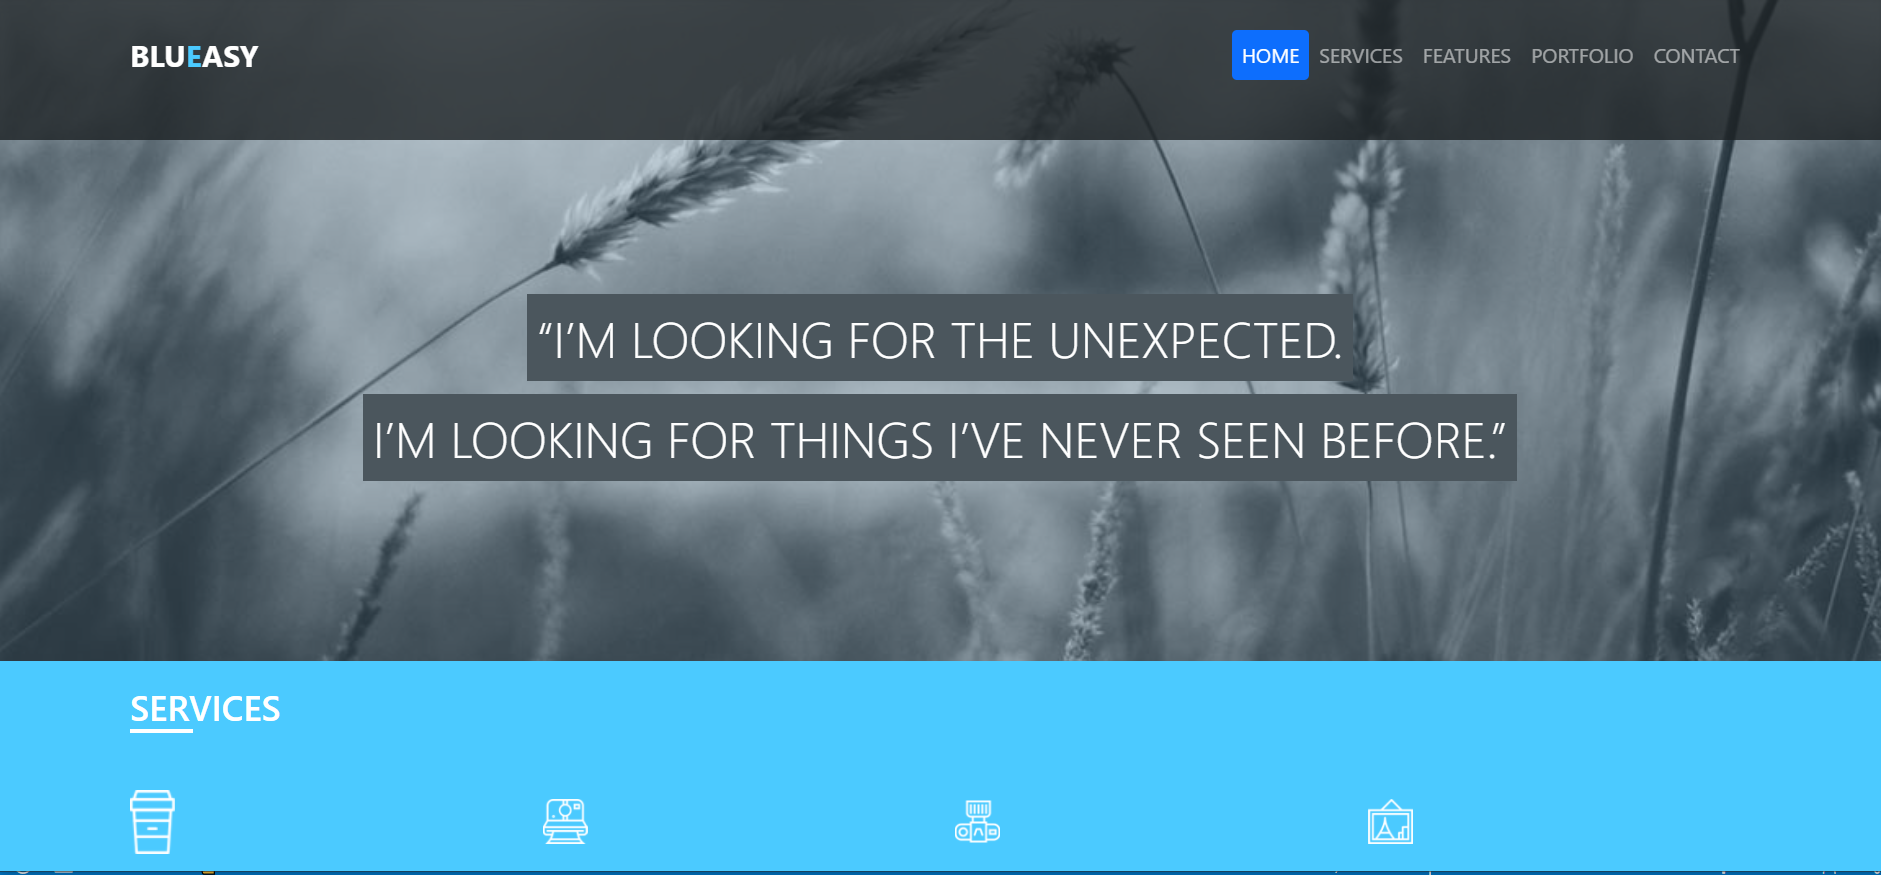 BLUEASY
HOME SERVICES FEATURES PORTFOLIO CONTACT
“I’M LOOKING FOR THE UNEXPECTED.
I’M LOOKING FOR THINGS I’VE NEVER SEEN BEFORE.”
SERVICES